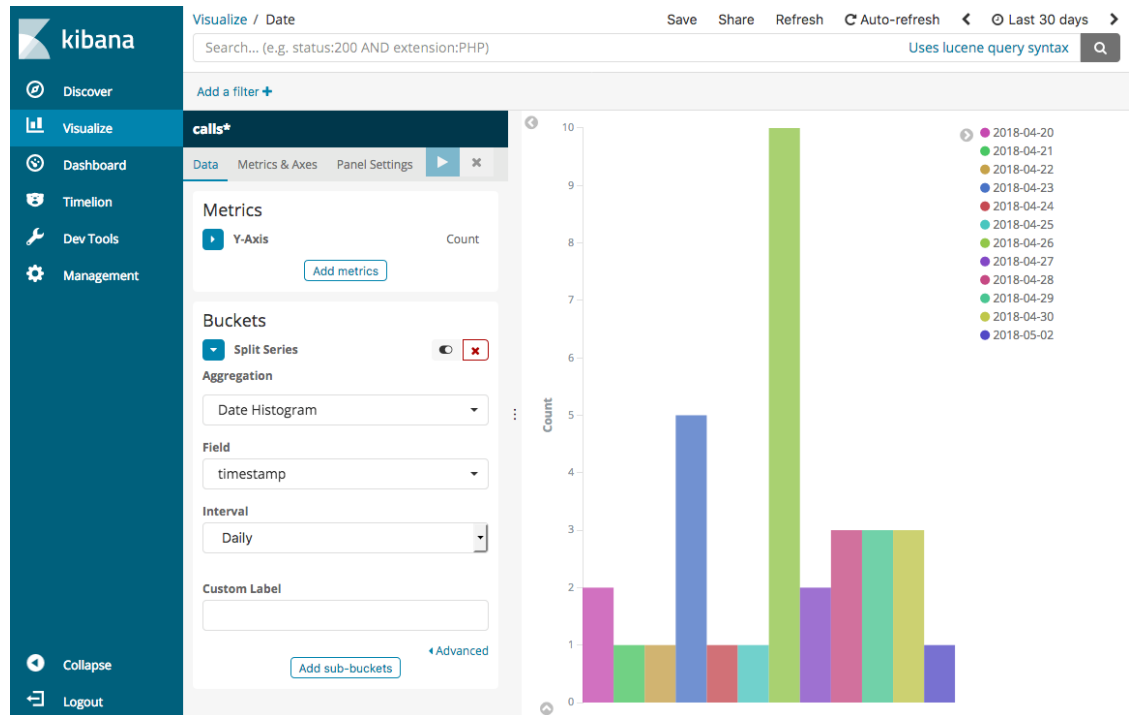 kibana
Discover
Visualize
Dashboard
Timelion
Dev Tools
Management
Collapse
Logout
Visualize / Date
Save Share Refresh Auto-refresh Last 30 days
Search... (e.g. status:200 AND extension:PHP) Uses lucene query syntax
Add a filter +
calls*
Data Metrics & Axes Panel Settings
Metrics
Y-Axis Count
Add metrics
Buckets
Split Series
Aggregation
Date Histogram
Field
timestamp
Interval
Daily
Custom Label
Advanced
Add sub-buckets
Count
10
9
8
7
6
5
4
3
2
1
0
2018-04-20
2018-04-21
2018-04-22
2018-04-23
2018-04-24
2018-04-25
2018-04-26
2018-04-27
2018-04-28
2018-04-29
2018-04-30
2018-05-02